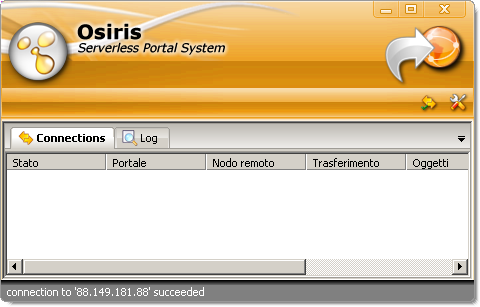 Osiris
Serverless Portal System
Connections Log
Stato Portale Nodo remoto Trasferimento Oggetti
connection to '88.149.181.88' succeeded